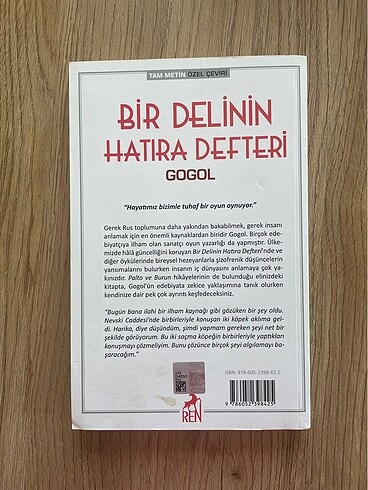 TAM METİN ÖZEL ÇEVİRİ
BİR DELİNİN
HATIRA DEFTERİ
GOGOL
"Hayatımız bizimle tuhaf bir oyun oynuyor."
Gerek Rus toplumuna daha yakından bakabilmek, gerek insanı
anlamak için en önemli kaynaklardan biridir Gogol. Birçok ede-
biyatçıya ilham olan sanatçı oyun yazarlığı da yapmıştır. Ülke-
mizde hâlâ güncelliğini koruyan Bir Delinin Hatıra Defteri'nde ve
diğer öykülerinde bireysel hezeyanlarla şizofrenik düşüncelerin
yansımalarını bulurken insanın iç dünyasını anlamaya çok ya-
kınızdır. Palto ve Burun hikâyelerinin de bulunduğu elinizdeki
kitapta, Gogol'un edebiyata zekice yaklaşımına tanık olurken
kendinize dair pek çok ayrıntı keşfedeceksiniz.
"Bugün bana ilahi bir ilham kaynağı gibi gözüken bir şey oldu.
Nevski Caddesi'nde birbirleriyle konuşan iki köpek aklıma gel-
di. Harika, diye düşündüm, şimdi yapmam gereken şeyi net bir
şekilde görüyorum. Bu iki saçma köpeğin birbirleriyle yaptıkları
konuşmayı çözmeliyim. Bunu çözünce birçok şeyi algılamayı ba-
şaracağım."
ISBN: 978-605-2398-42-5
9 786052 398425
REN